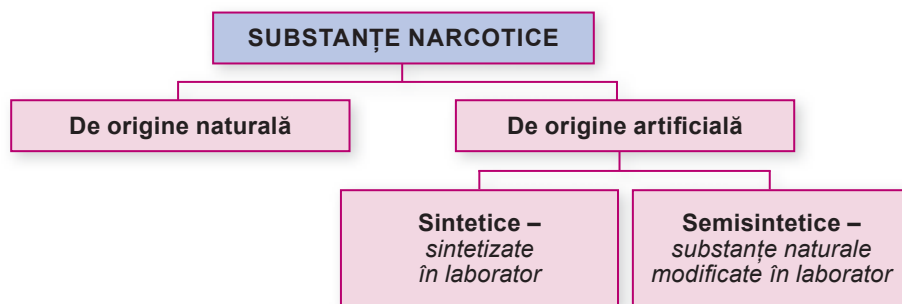 SUBSTANȚE NARCOTICE
De origine naturală
De origine artificială
Sintetice –
sintetizate
în laborator
Semisintetice –
substanțe naturale
modificate în laborator